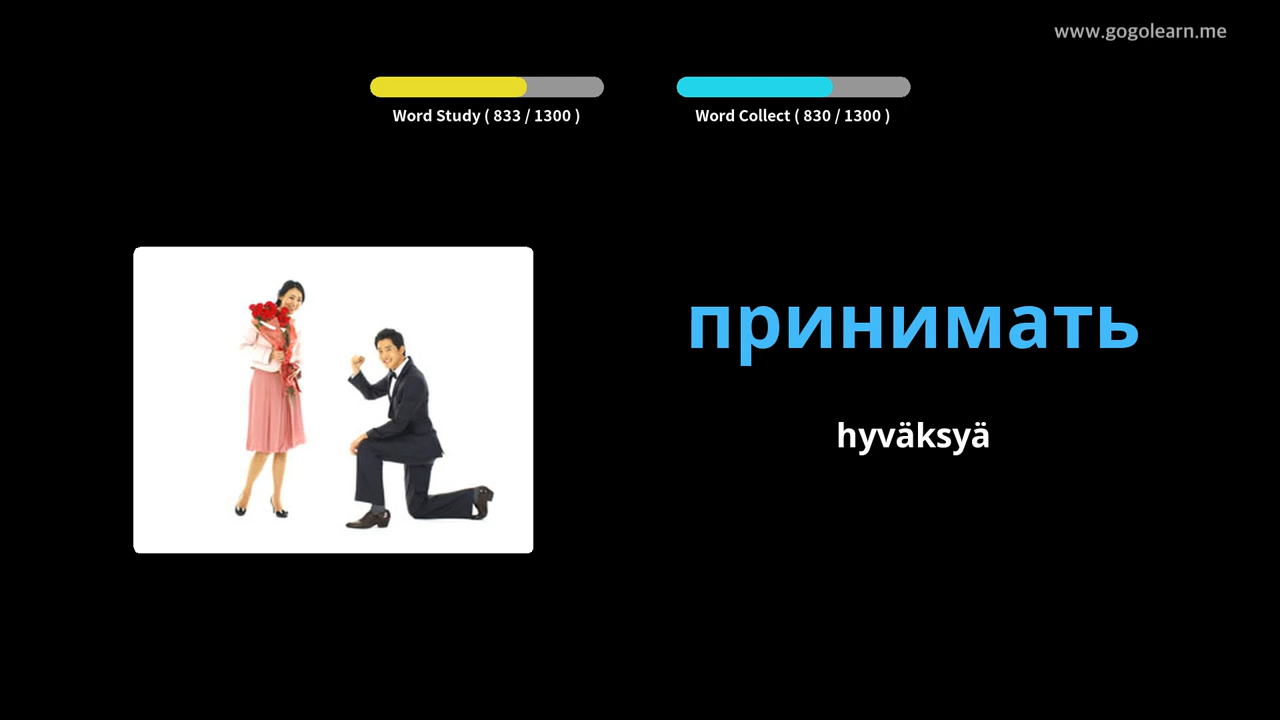 www.gogolearn.me
Word Study ( 833 / 1300 )
Word Collect ( 830 / 1300 )
принимать
hyväksyä